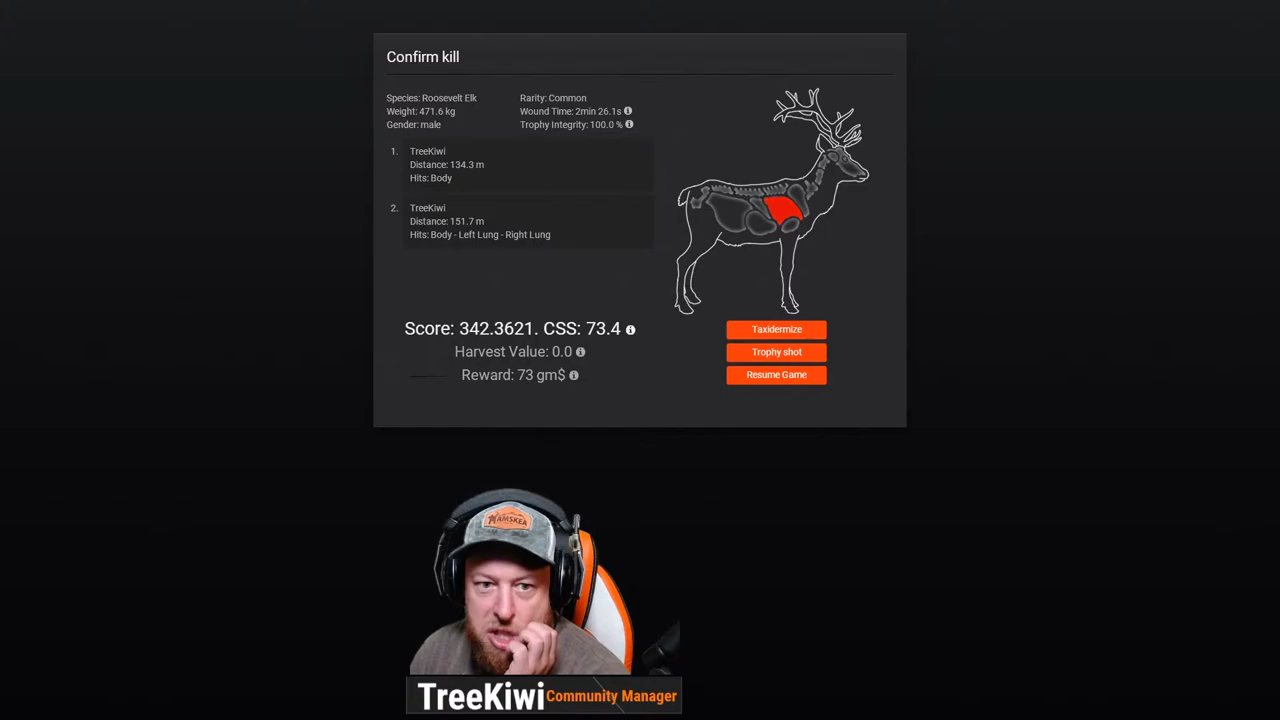 Confirm kill
Species: Roosevelt Elk
Weight: 471.6 kg
Gender: male
Rarity: Common
Wound Time: 2min 26.1s
Trophy Integrity: 100.0 %
1. TreeKiwi
Distance: 134.3 m
Hits: Body
2. TreeKiwi
Distance: 151.7 m
Hits: Body - Left Lung - Right Lung
Score: 342.3621. CSS: 73.4
Harvest Value: 0.0
Reward: 73 gm$
Taxidermize
Trophy shot
Resume Game
TreeKiwi Community Manager